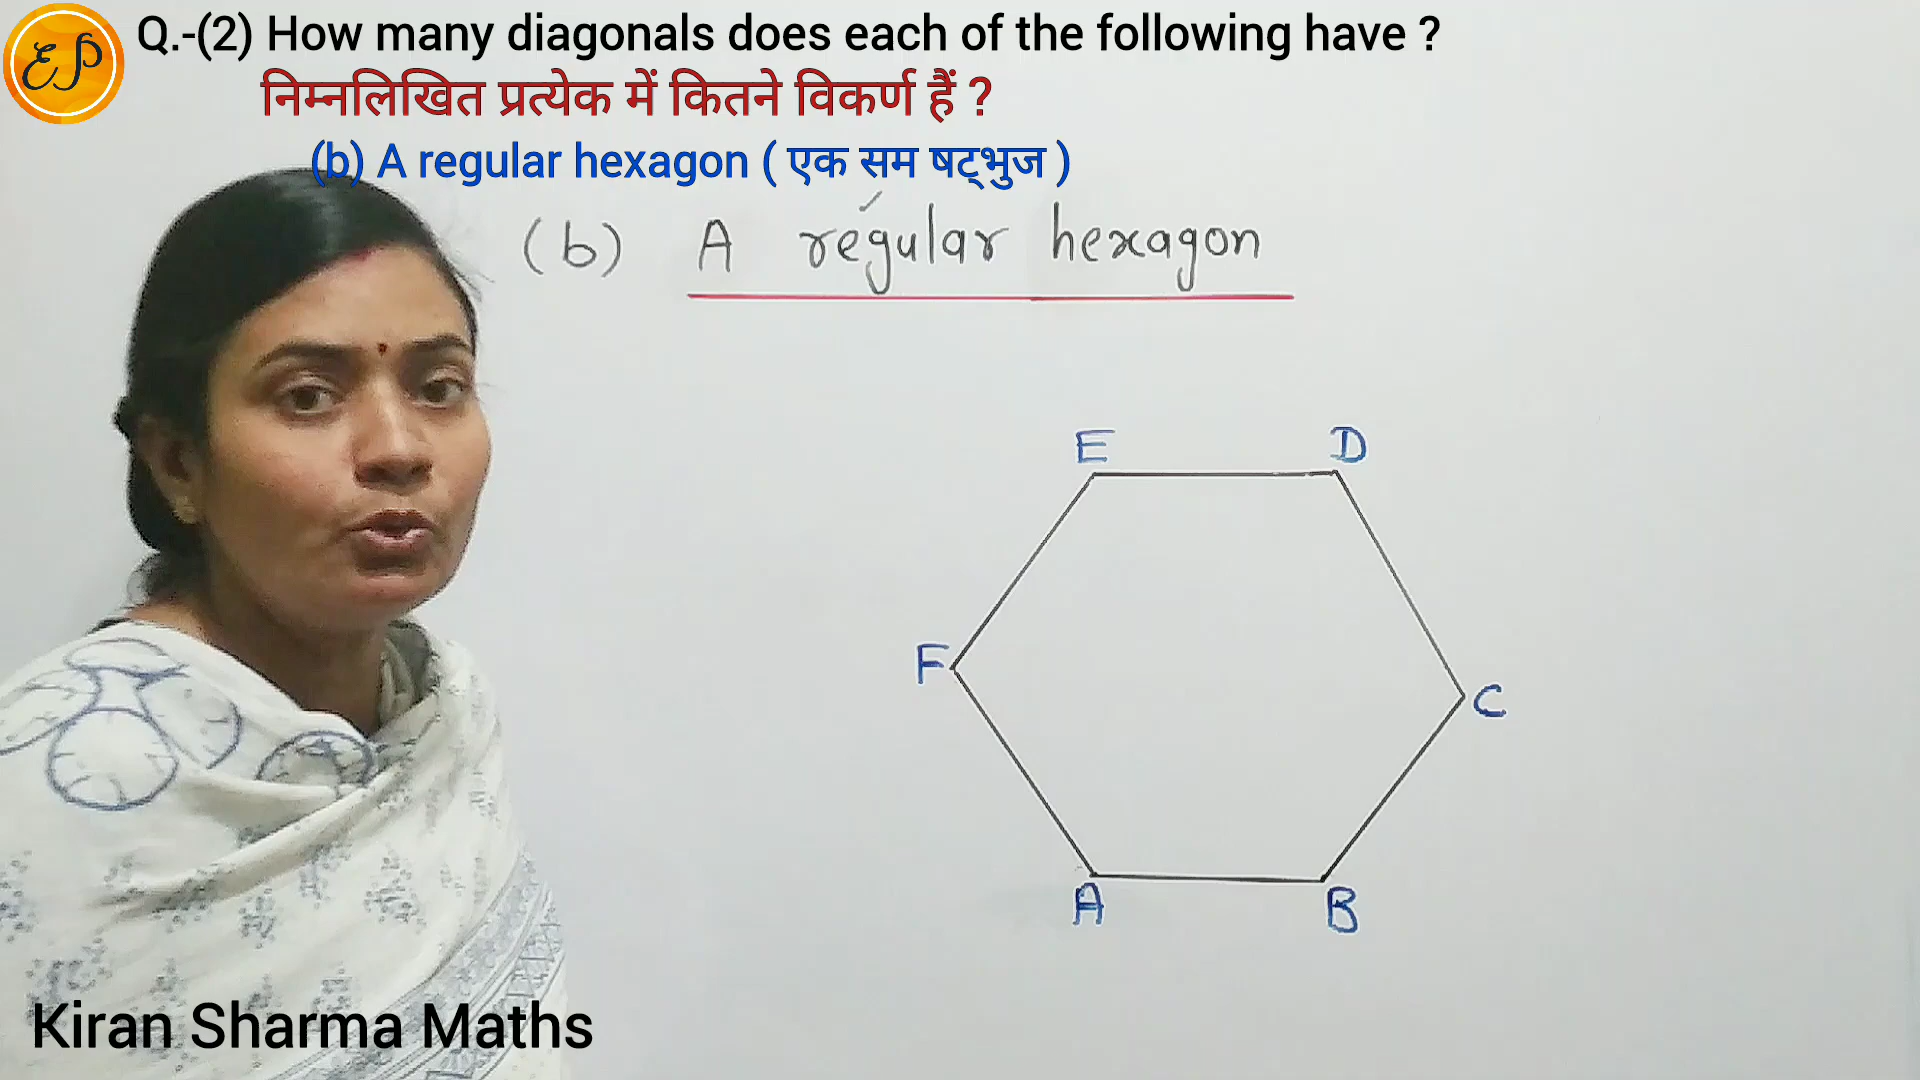 EP
Q.-(2) How many diagonals does each of the following have ?
निम्नलिखित प्रत्येक में कितने विकर्ण हैं ?
(b) A regular hexagon ( एक सम षट्भुज )
(b) A regular hexagon
E D
F C
A B
Kiran Sharma Maths